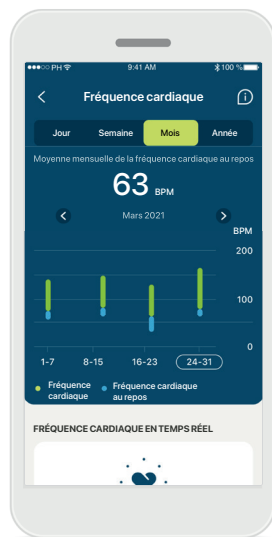 PH 9:41 AM 100 %
Fréquence cardiaque
Jour Semaine Mois Année
Moyenne mensuelle de la fréquence cardiaque au repos
63 BPM
Mars 2021
BPM
200
100
0
1-7 8-15 16-23 24-31
Fréquence cardiaque
Fréquence cardiaque au repos
FRÉQUENCE CARDIAQUE EN TEMPS RÉEL